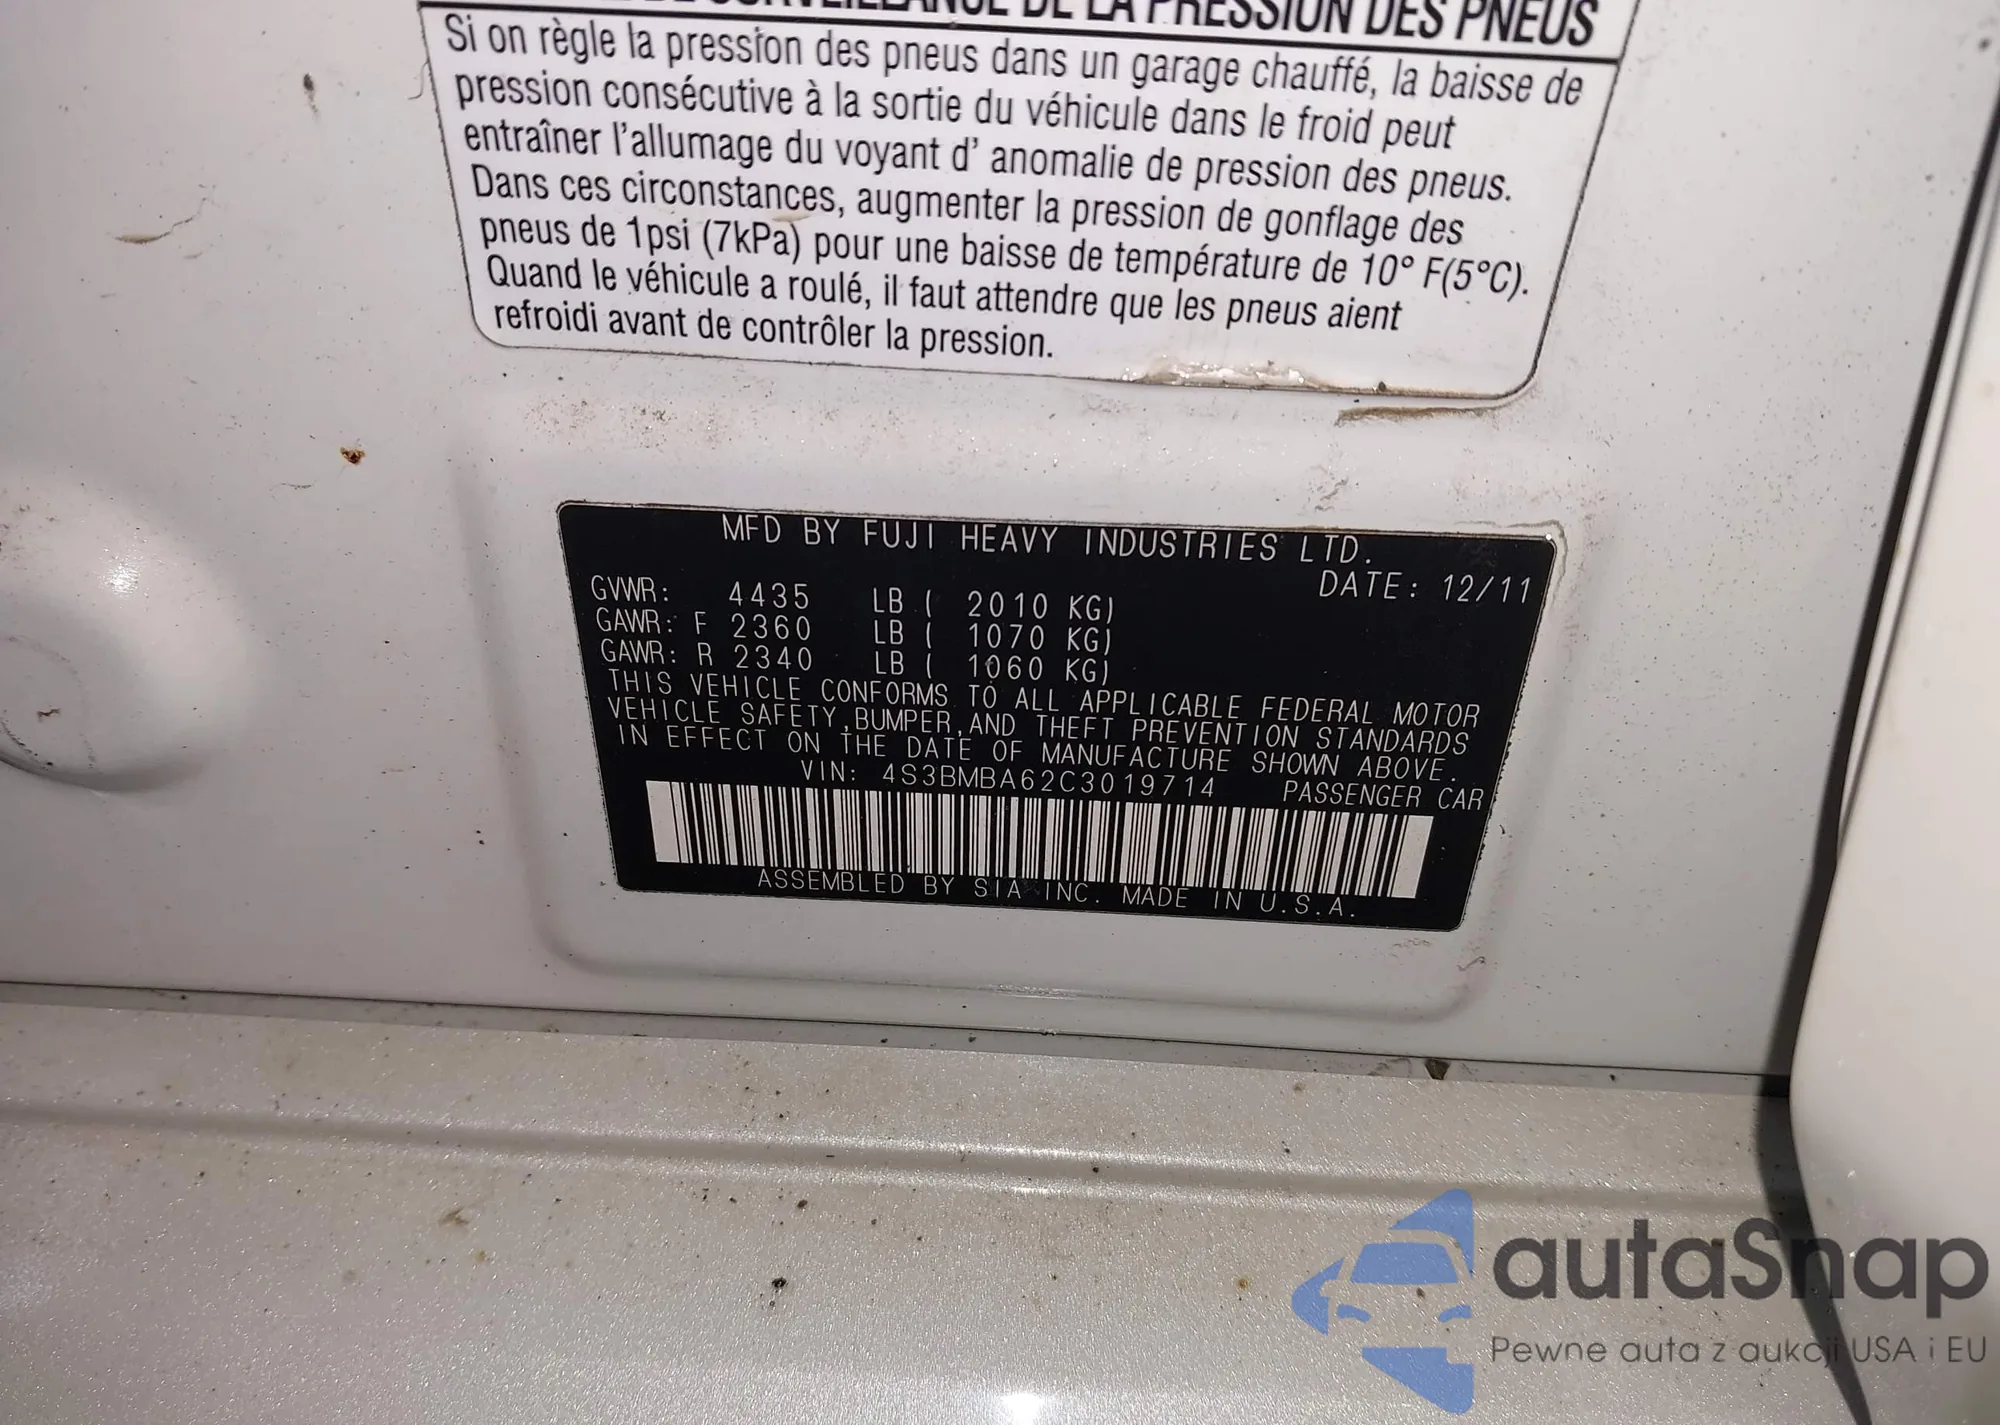 DE SURVEILLANCE DE LA PRESSION DES PNEUS
Si on règle la pression des pneus dans un garage chauffé, la baisse de
pression consécutive à la sortie du véhicule dans le froid peut
entraîner l'allumage du voyant d' anomalie de pression des pneus.
Dans ces circonstances, augmenter la pression de gonflage des
pneus de 1psi (7kPa) pour une baisse de température de 10° F(5°C).
Quand le véhicule a roulé, il faut attendre que les pneus aient
refroidi avant de contrôler la pression.
MFD BY FUJI HEAVY INDUSTRIES LTD.
DATE: 12/11
GVWR: 4435 LB ( 2010 KG)
GAWR: F 2360 LB ( 1070 KG)
GAWR: R 2340 LB ( 1060 KG)
THIS VEHICLE CONFORMS TO ALL APPLICABLE FEDERAL MOTOR
VEHICLE SAFETY,BUMPER,AND THEFT PREVENTION STANDARDS
IN EFFECT ON THE DATE OF MANUFACTURE SHOWN ABOVE.
VIN: 4S3BMBA62C3019714 PASSENGER CAR
ASSEMBLED BY SIA INC. MADE IN U.S.A.
autaSnap
Pewne auta z aukcji USA i EU